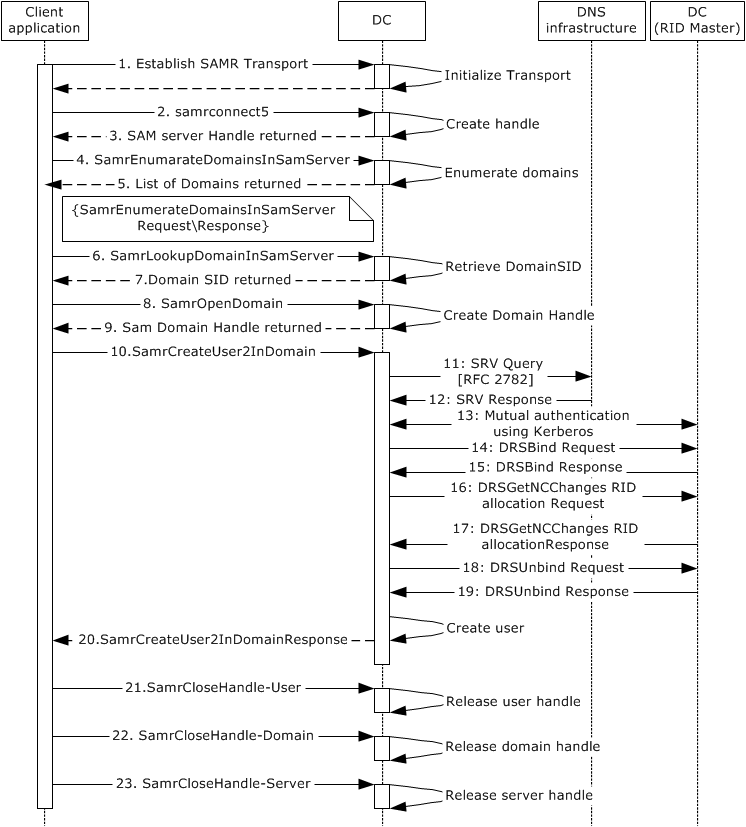 Client
application
DC
DNS
infrastructure
DC
(RID Master)
1. Establish SAMR Transport
Initialize Transport
2. samrconnect5
Create handle
3. SAM server Handle returned
4. SamrEnumarateDomainsInSamServer
Enumerate domains
5. List of Domains returned
{SamrEnumerateDomainsInSamServer
Request\Response}
6. SamrLookupDomainInSamServer
Retrieve DomainSID
7.Domain SID returned
8. SamrOpenDomain
Create Domain Handle
9. Sam Domain Handle returned
10.SamrCreateUser2InDomain
11: SRV Query
[RFC 2782]
12: SRV Response
13: Mutual authentication
using Kerberos
14: DRSBind Request
15: DRSBind Response
16: DRSGetNCChanges RID
allocation Request
17: DRSGetNCChanges RID
allocationResponse
18: DRSUnbind Request
19: DRSUnbind Response
Create user
20.SamrCreateUser2InDomainResponse
21.SamrCloseHandle-User
Release user handle
22. SamrCloseHandle-Domain
Release domain handle
23. SamrCloseHandle-Server
Release server handle